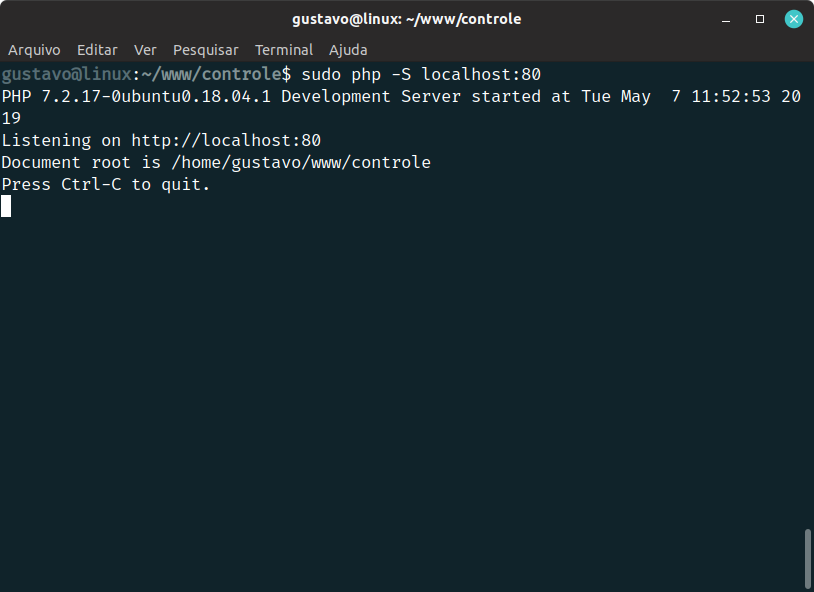 gustavo@linux: ~/www/controle
Arquivo Editar Ver Pesquisar Terminal Ajuda
gustavo@linux:~/www/controle$ sudo php -S localhost:80
PHP 7.2.17-0ubuntu0.18.04.1 Development Server started at Tue May  7 11:52:53 20
19
Listening on http://localhost:80
Document root is /home/gustavo/www/controle
Press Ctrl-C to quit.